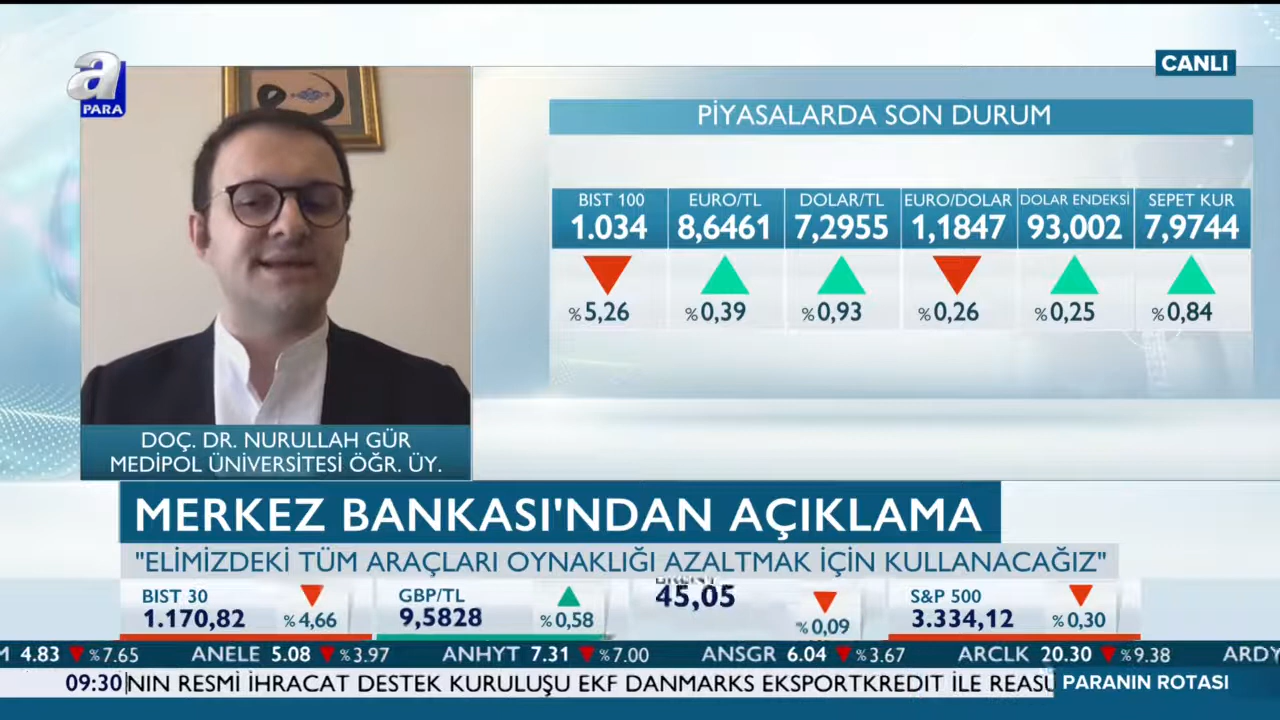 a
PARA
CANLI
PİYASALARDA SON DURUM
BIST 100 EURO/TL DOLAR/TL EURO/DOLAR DOLAR ENDEKSİ SEPET KUR
1.034 8,6461 7,2955 1,1847 93,002 7,9744
%5,26 %0,39 %0,93 %0,26 %0,25 %0,84
DOÇ. DR. NURULLAH GÜR
MEDİPOL ÜNİVERSİTESİ ÖĞR. ÜY.
MERKEZ BANKASI'NDAN AÇIKLAMA
"ELİMİZDEKİ TÜM ARAÇLARI OYNAKLIĞI AZALTMAK İÇİN KULLANACAĞIZ"
BIST 30 GBP/TL S&P 500
1.170,82 %4,66 9,5828 %0,58 45,05 %0,09 3.334,12 %0,30
M 4.83 %7.65 ANELE 5.08 %3.97 ANHYT 7.31 %7.00 ANSGR 6.04 %3.67 ARCLK 20.30 %9.38 ARDY
09:30 NIN RESMİ İHRACAT DESTEK KURULUŞU EKF DANMARKS EKSPORTKREDIT İLE REASÜ PARANIN ROTASI